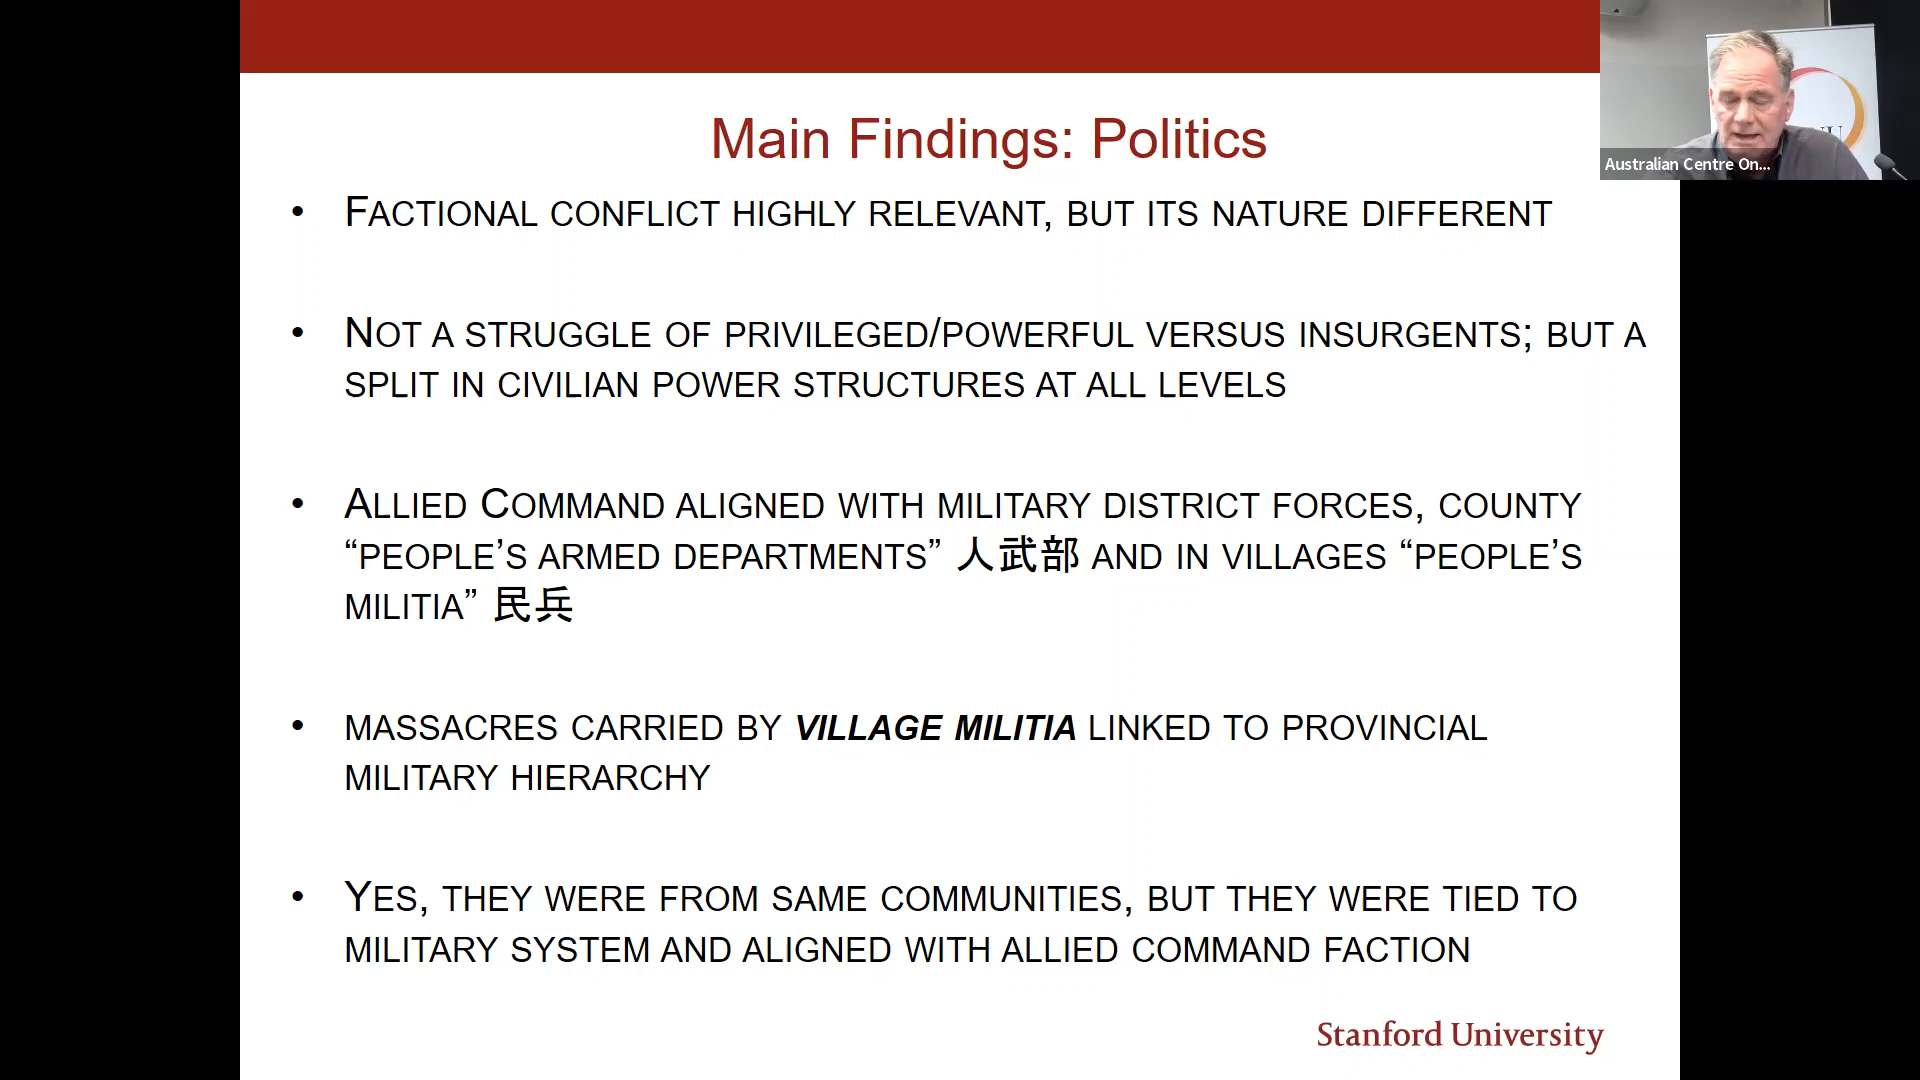 Main Findings: Politics
• FACTIONAL CONFLICT HIGHLY RELEVANT, BUT ITS NATURE DIFFERENT
• NOT A STRUGGLE OF PRIVILEGED/POWERFUL VERSUS INSURGENTS; BUT A
SPLIT IN CIVILIAN POWER STRUCTURES AT ALL LEVELS
• ALLIED COMMAND ALIGNED WITH MILITARY DISTRICT FORCES, COUNTY
“PEOPLE’S ARMED DEPARTMENTS” 人武部 AND IN VILLAGES “PEOPLE’S
MILITIA” 民兵
• MASSACRES CARRIED BY VILLAGE MILITIA LINKED TO PROVINCIAL
MILITARY HIERARCHY
• YES, THEY WERE FROM SAME COMMUNITIES, BUT THEY WERE TIED TO
MILITARY SYSTEM AND ALIGNED WITH ALLIED COMMAND FACTION
Stanford University
Australian Centre On...